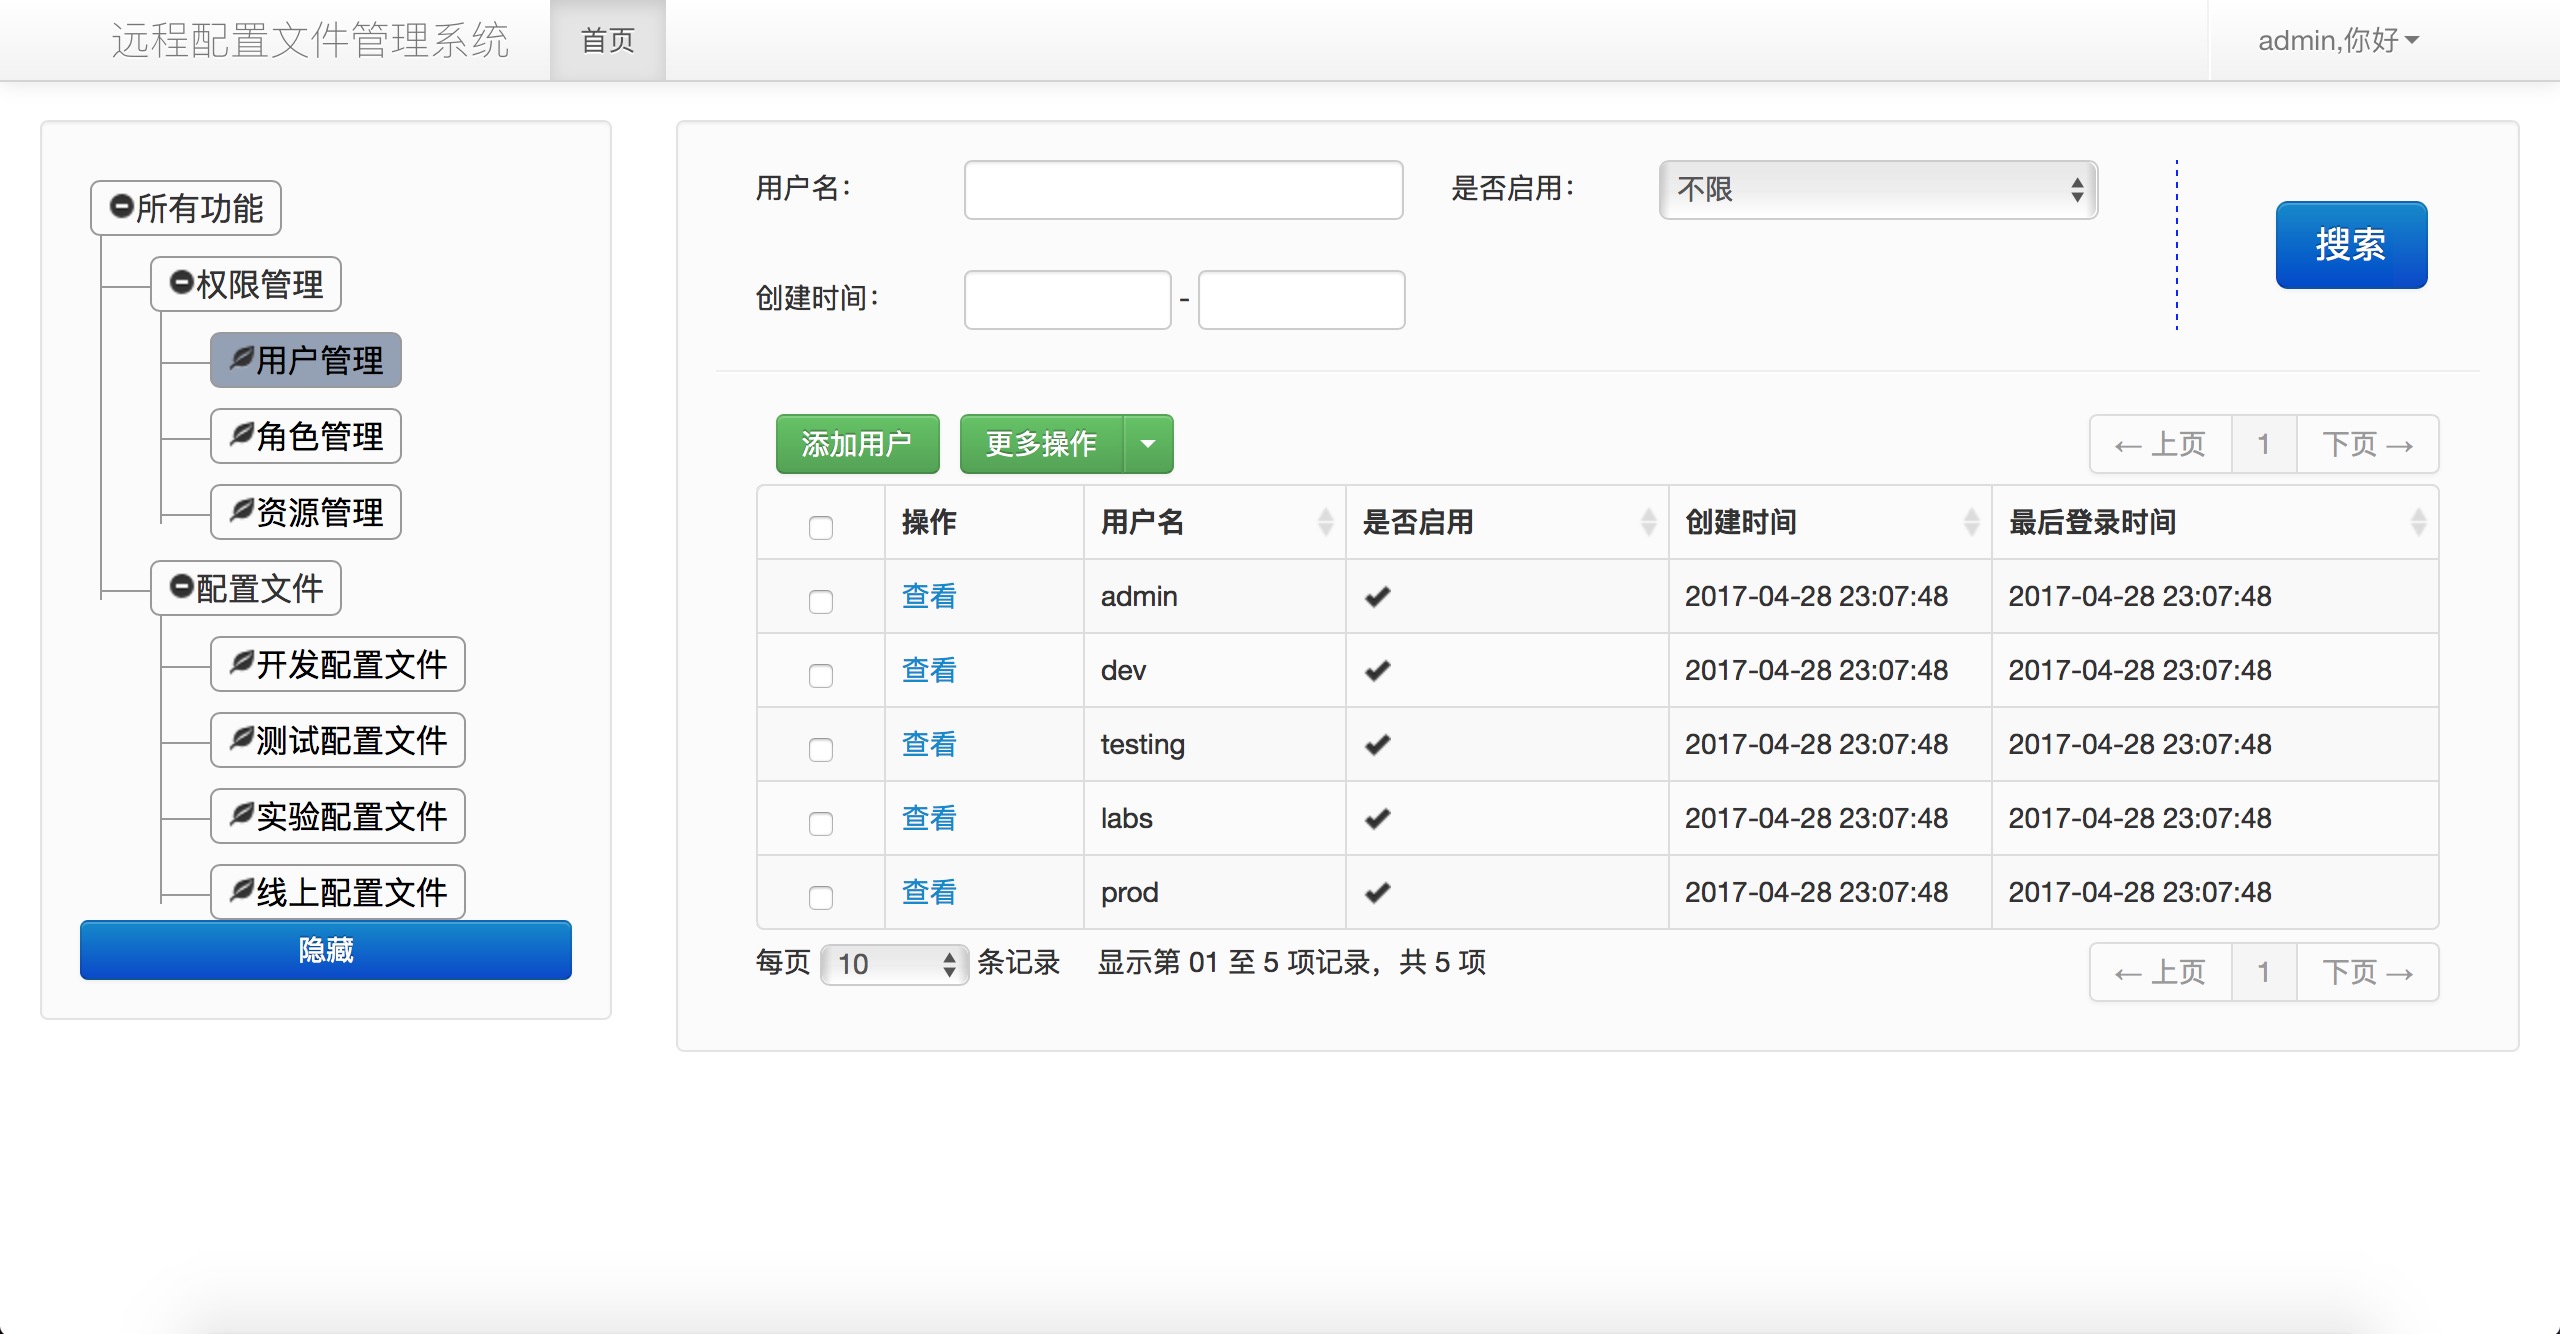 远程配置文件管理系统 首页 admin,你好
所有功能
权限管理
用户管理
角色管理
资源管理
配置文件
开发配置文件
测试配置文件
实验配置文件
线上配置文件
隐藏
用户名： 是否启用： 不限
搜索
创建时间： -
添加用户 更多操作 ← 上页 1 下页 →
操作 用户名 是否启用 创建时间 最后登录时间
查看 admin 2017-04-28 23:07:48 2017-04-28 23:07:48
查看 dev 2017-04-28 23:07:48 2017-04-28 23:07:48
查看 testing 2017-04-28 23:07:48 2017-04-28 23:07:48
查看 labs 2017-04-28 23:07:48 2017-04-28 23:07:48
查看 prod 2017-04-28 23:07:48 2017-04-28 23:07:48
每页 10 条记录 显示第 01 至 5 项记录，共 5 项 ← 上页 1 下页 →